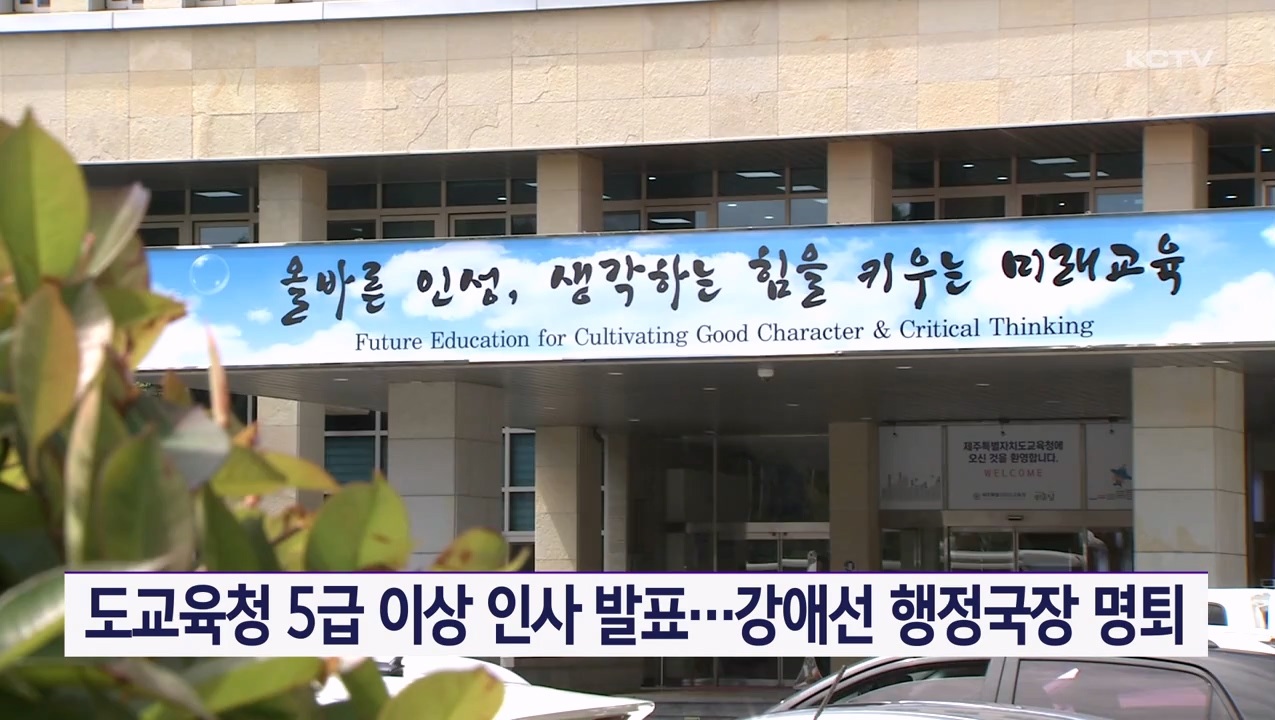 KCTV
올바른 인성, 생각하는 힘을 키우는 미래교육
Future Education for Cultivating Good Character & Critical Thinking
제주특별자치도교육청에
오신 것을 환영합니다.
WELCOME
도교육청 5급 이상 인사 발표…강애선 행정국장 명퇴